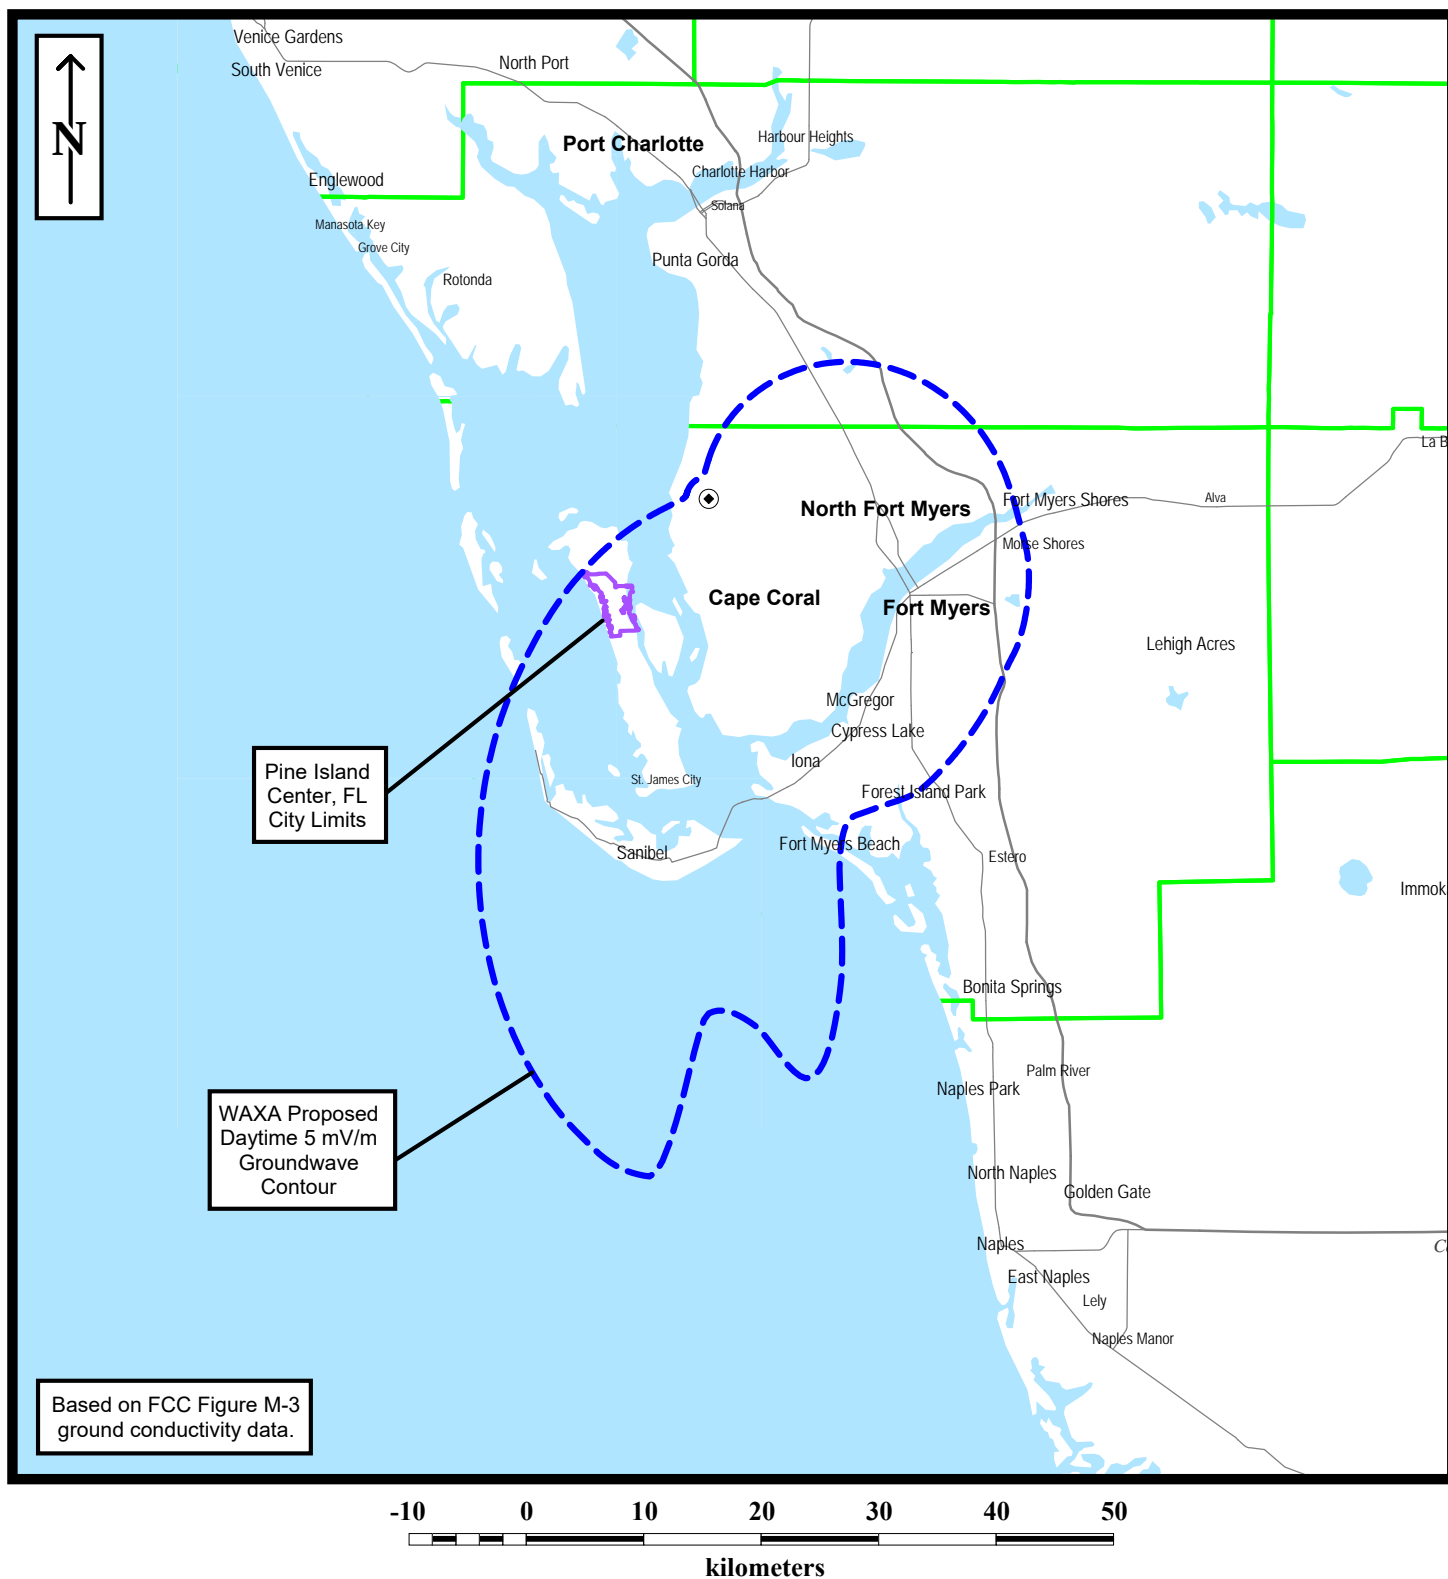 Venice Gardens
South Venice
North Port
N
Port Charlotte
Harbour Heights
Charlotte Harbor
Englewood
Solana
Manasota Key
Grove City
Punta Gorda
Rotonda
La B
Fort Myers Shores
Alva
North Fort Myers
Morse Shores
Cape Coral
Fort Myers
Lehigh Acres
McGregor
Cypress Lake
Iona
St. James City
Forest Island Park
Pine Island
Center, FL
City Limits
Fort Myers Beach
Sanibel
Estero
Immok
Bonita Springs
Palm River
Naples Park
WAXA Proposed
Daytime 5 mV/m
Groundwave
Contour
North Naples
Golden Gate
Naples
East Naples
Lely
Naples Manor
Based on FCC Figure M-3
ground conductivity data.
-10 0 10 20 30 40 50
kilometers